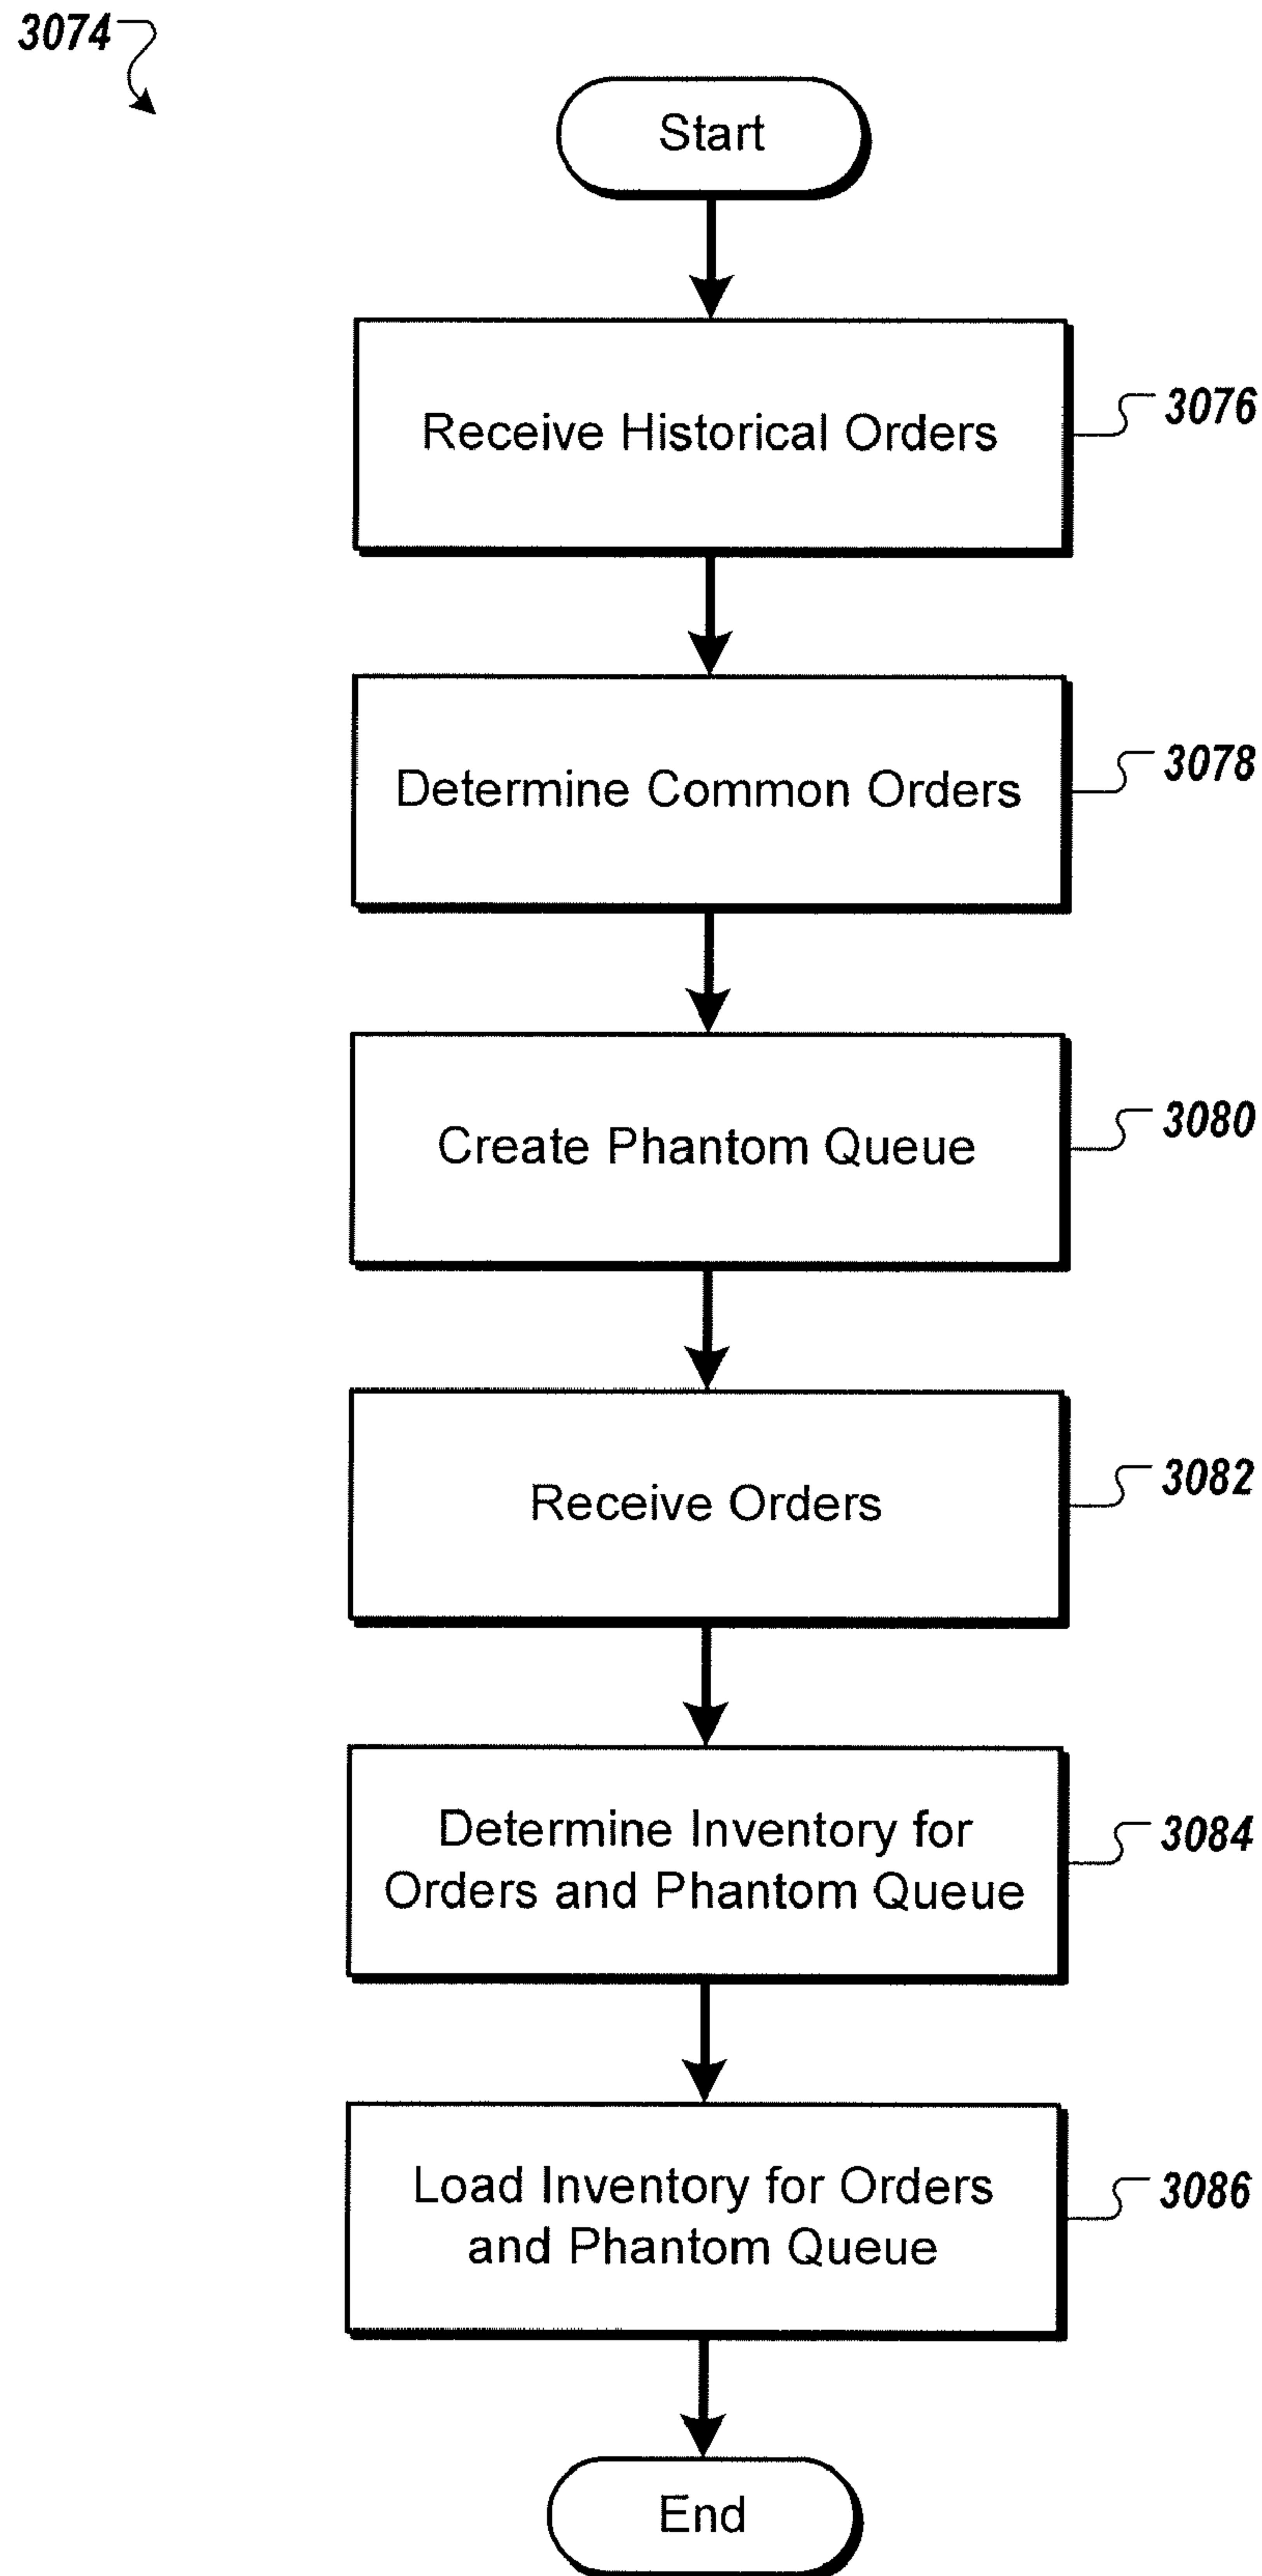 3074
Start
Receive Historical Orders
3076
Determine Common Orders
3078
Create Phantom Queue
3080
Receive Orders
3082
Determine Inventory for
Orders and Phantom Queue
3084
Load Inventory for Orders
and Phantom Queue
3086
End